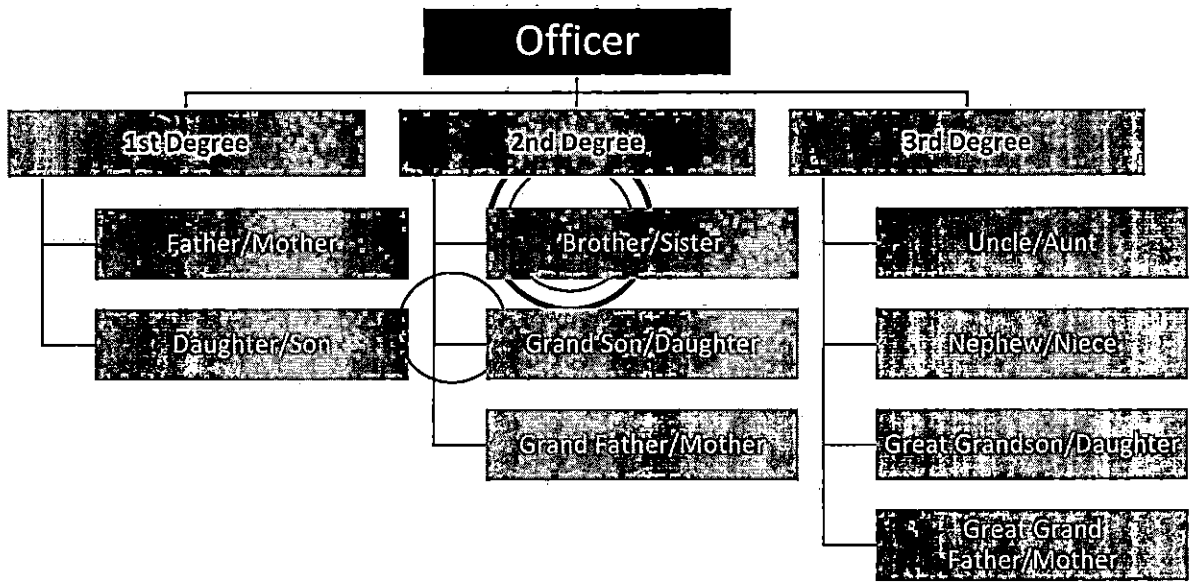 Officer
1st Degree
Father/Mother
Daughter/Son
2nd Degree
Brother/Sister
Grand Son/Daughter
Grand Father/Mother
3rd Degree
Uncle/Aunt
Nephew/Niece
Great Grandson/Daughter
Great Grand
Father/Mother